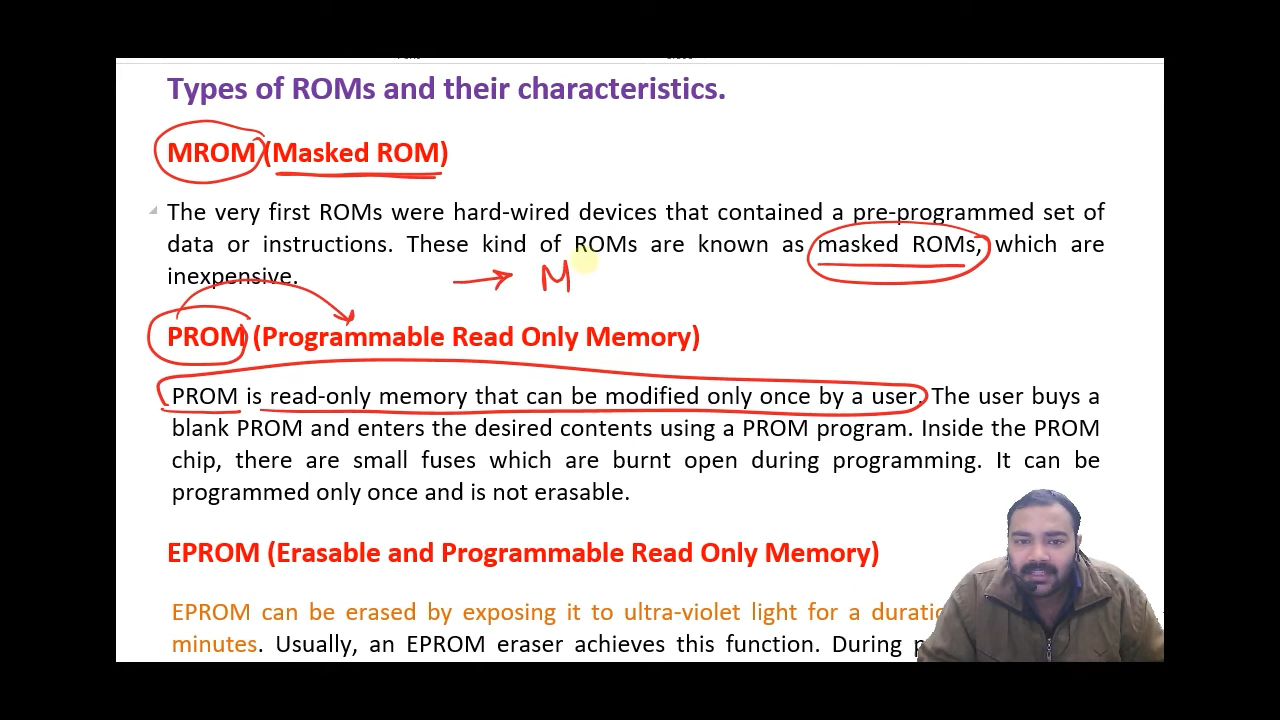 Types of ROMs and their characteristics.
MROM (Masked ROM)
The very first ROMs were hard-wired devices that contained a pre-programmed set of
data or instructions. These kind of ROMs are known as masked ROMs, which are
inexpensive.
→ M
PROM (Programmable Read Only Memory)
PROM is read-only memory that can be modified only once by a user. The user buys a
blank PROM and enters the desired contents using a PROM program. Inside the PROM
chip, there are small fuses which are burnt open during programming. It can be
programmed only once and is not erasable.
EPROM (Erasable and Programmable Read Only Memory)
EPROM can be erased by exposing it to ultra-violet light for a
minutes. Usually, an EPROM eraser achieves this function. During